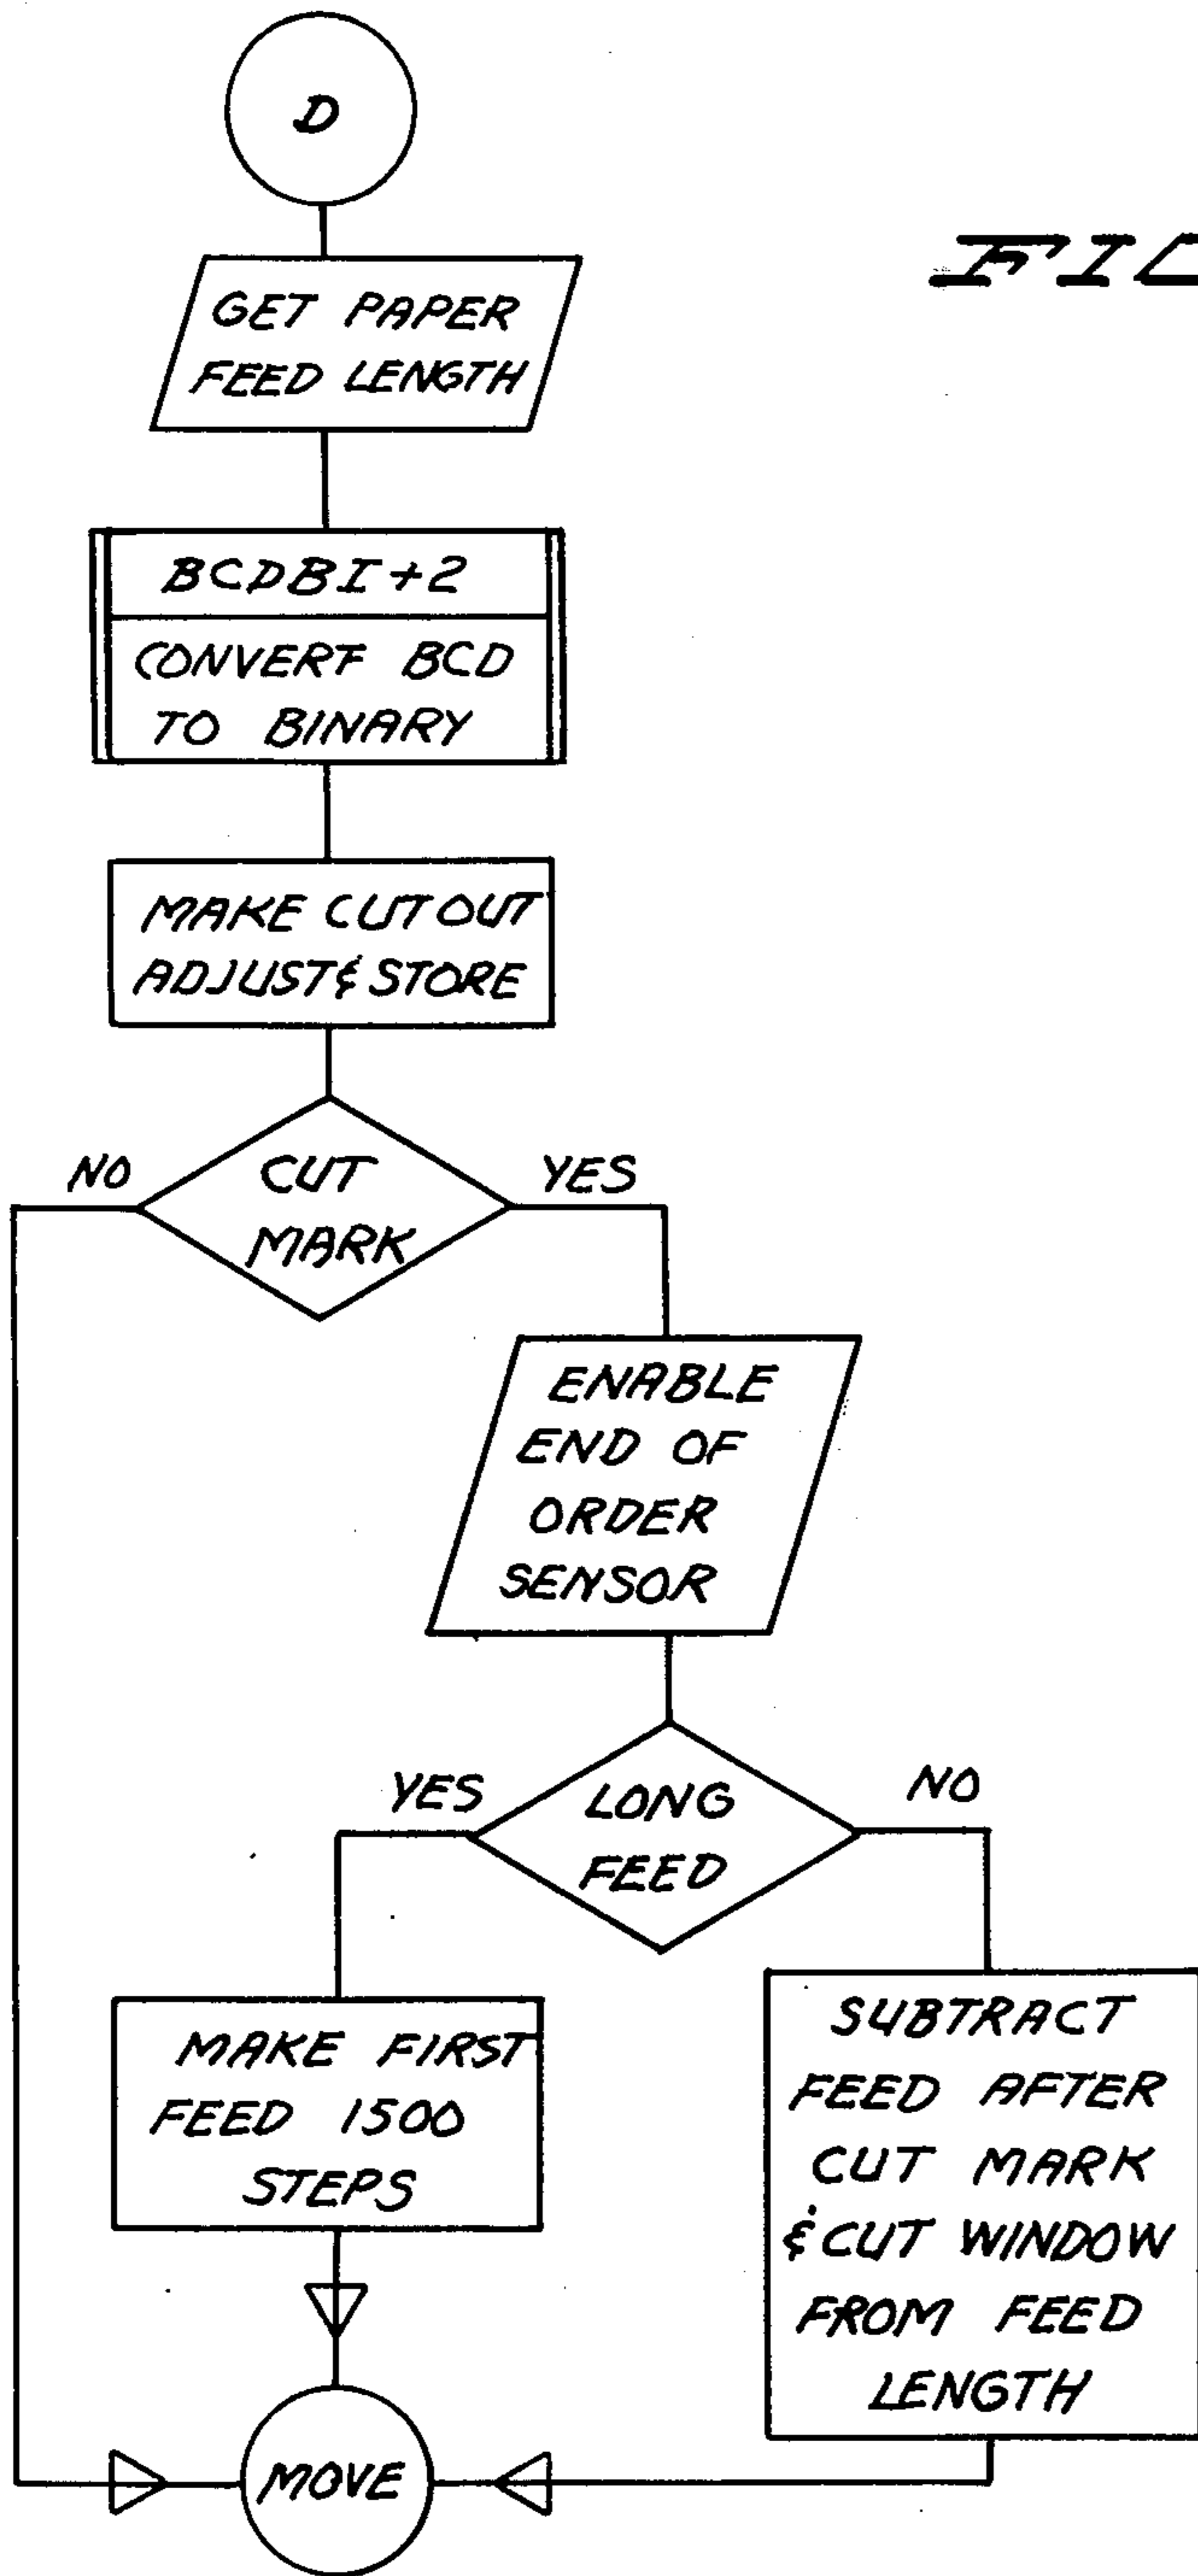 D
FIG
GET PAPER
FEED LENGTH
BCDBI+2
CONVERT BCD
TO BINARY
MAKE CUTOUT
ADJUST & STORE
NO
CUT
MARK
YES
ENABLE
END OF
ORDER
SENSOR
YES
LONG
FEED
NO
MAKE FIRST
FEED 1500
STEPS
SUBTRACT
FEED AFTER
CUT MARK
& CUT WINDOW
FROM FEED
LENGTH
MOVE